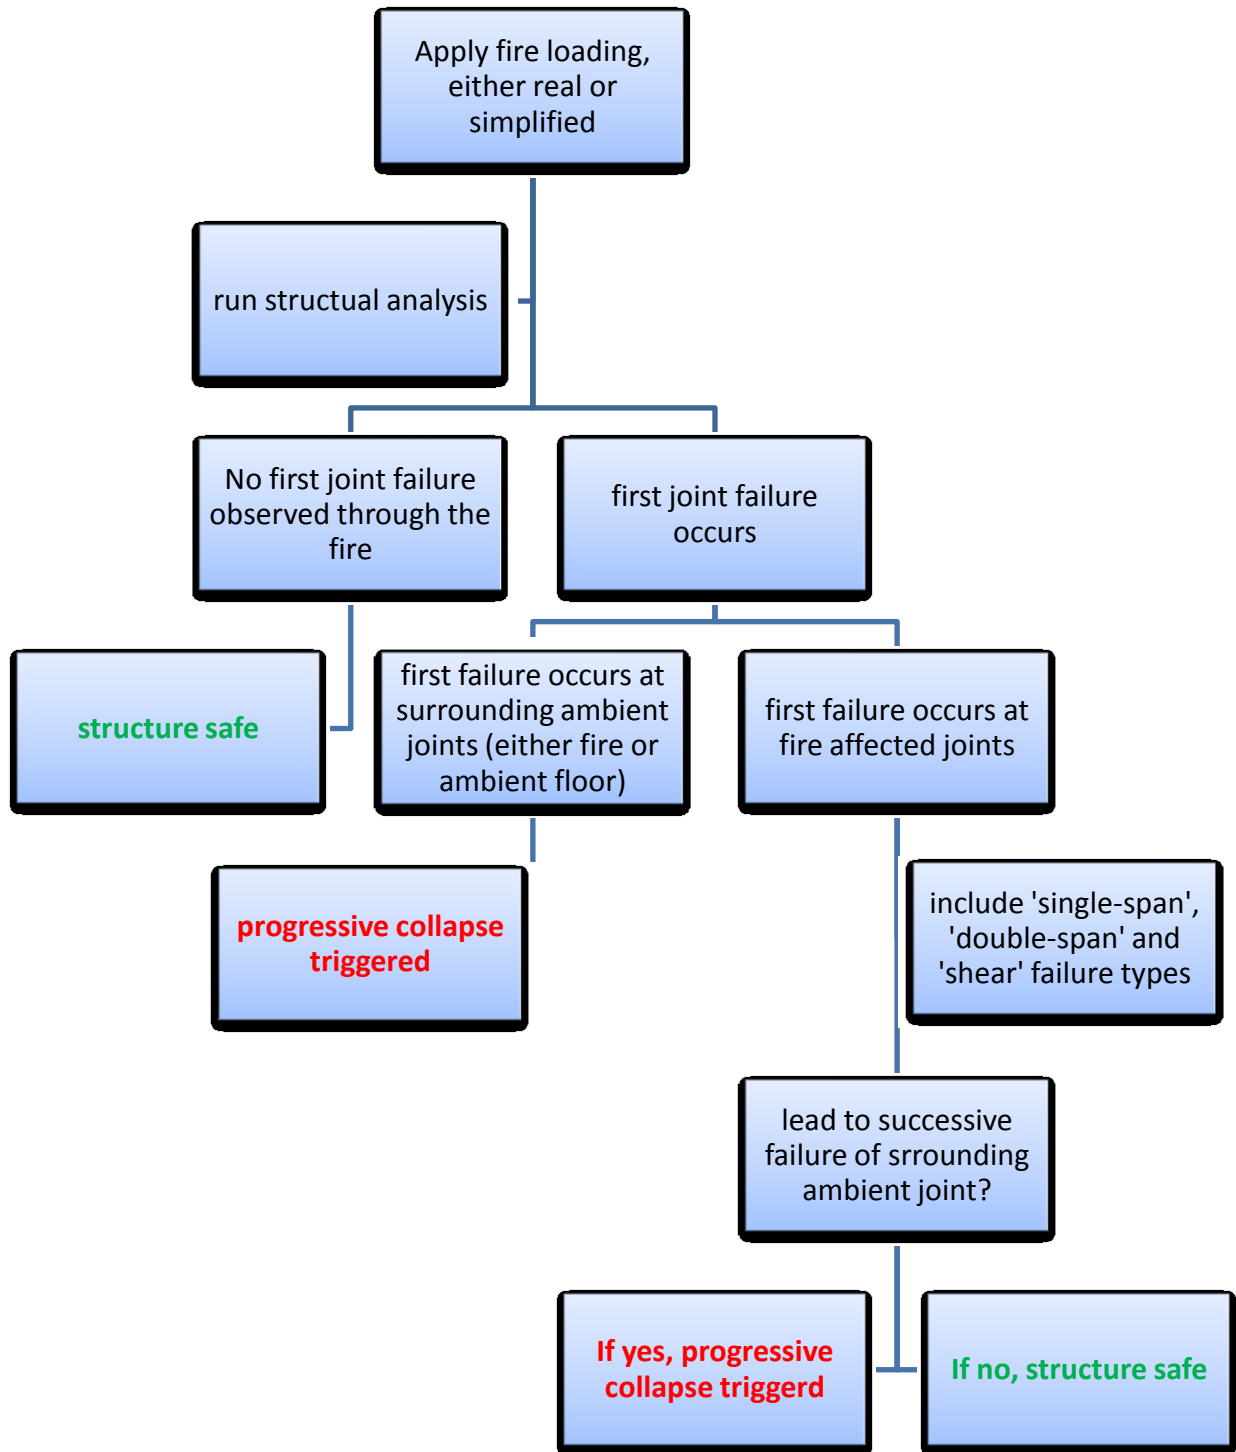 Apply fire loading,
either real or
simplified
run structual analysis
No first joint failure
observed through the
fire
first joint failure
occurs
structure safe
first failure occurs at
surrounding ambient
joints (either fire or
ambient floor)
first failure occurs at
fire affected joints
progressive collapse
triggered
include 'single-span',
'double-span' and
'shear' failure types
lead to successive
failure of srrounding
ambient joint?
If yes, progressive
collapse triggerd
If no, structure safe